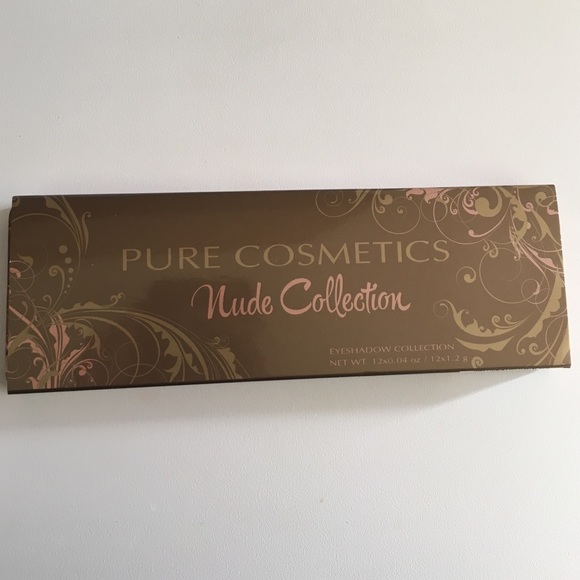 PURE COSMETICS
Nude Collection
EYESHADOW COLLECTION
NET WT. 12x0.04 oz / 12x1.2 g